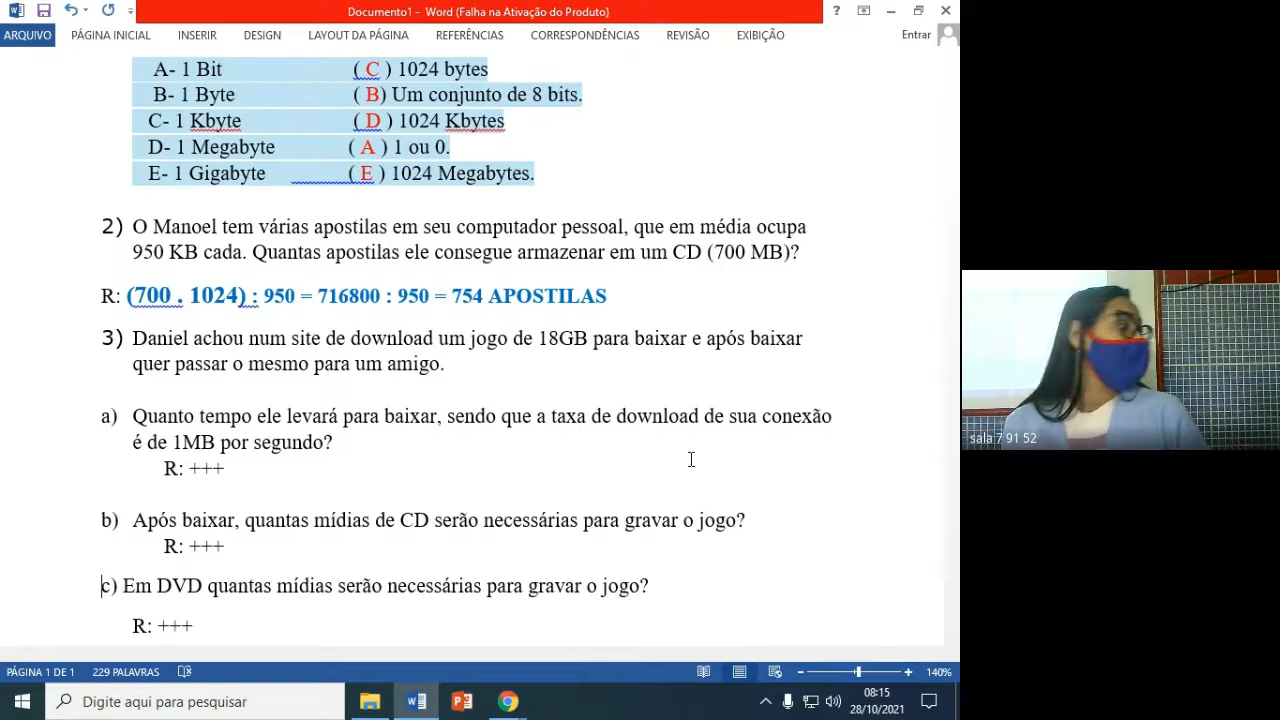 Documento1 - Word (Falha na Ativação do Produto)
ARQUIVO PÁGINA INICIAL INSERIR DESIGN LAYOUT DA PÁGINA REFERÊNCIAS CORRESPONDÊNCIAS REVISÃO EXIBIÇÃO Entrar
A- 1 Bit ( C ) 1024 bytes
B- 1 Byte ( B) Um conjunto de 8 bits.
C- 1 Kbyte ( D ) 1024 Kbytes
D- 1 Megabyte ( A ) 1 ou 0.
E- 1 Gigabyte ( E ) 1024 Megabytes.
2) O Manoel tem várias apostilas em seu computador pessoal, que em média ocupa
950 KB cada. Quantas apostilas ele consegue armazenar em um CD (700 MB)?
R: (700 . 1024) : 950 = 716800 : 950 = 754 APOSTILAS
3) Daniel achou num site de download um jogo de 18GB para baixar e após baixar
quer passar o mesmo para um amigo.
a) Quanto tempo ele levará para baixar, sendo que a taxa de download de sua conexão
é de 1MB por segundo?
R: +++
b) Após baixar, quantas mídias de CD serão necessárias para gravar o jogo?
R: +++
c) Em DVD quantas mídias serão necessárias para gravar o jogo?
R: +++
sala 7 91 52
PÁGINA 1 DE 1 229 PALAVRAS 140%
Digite aqui para pesquisar
08:15
28/10/2021